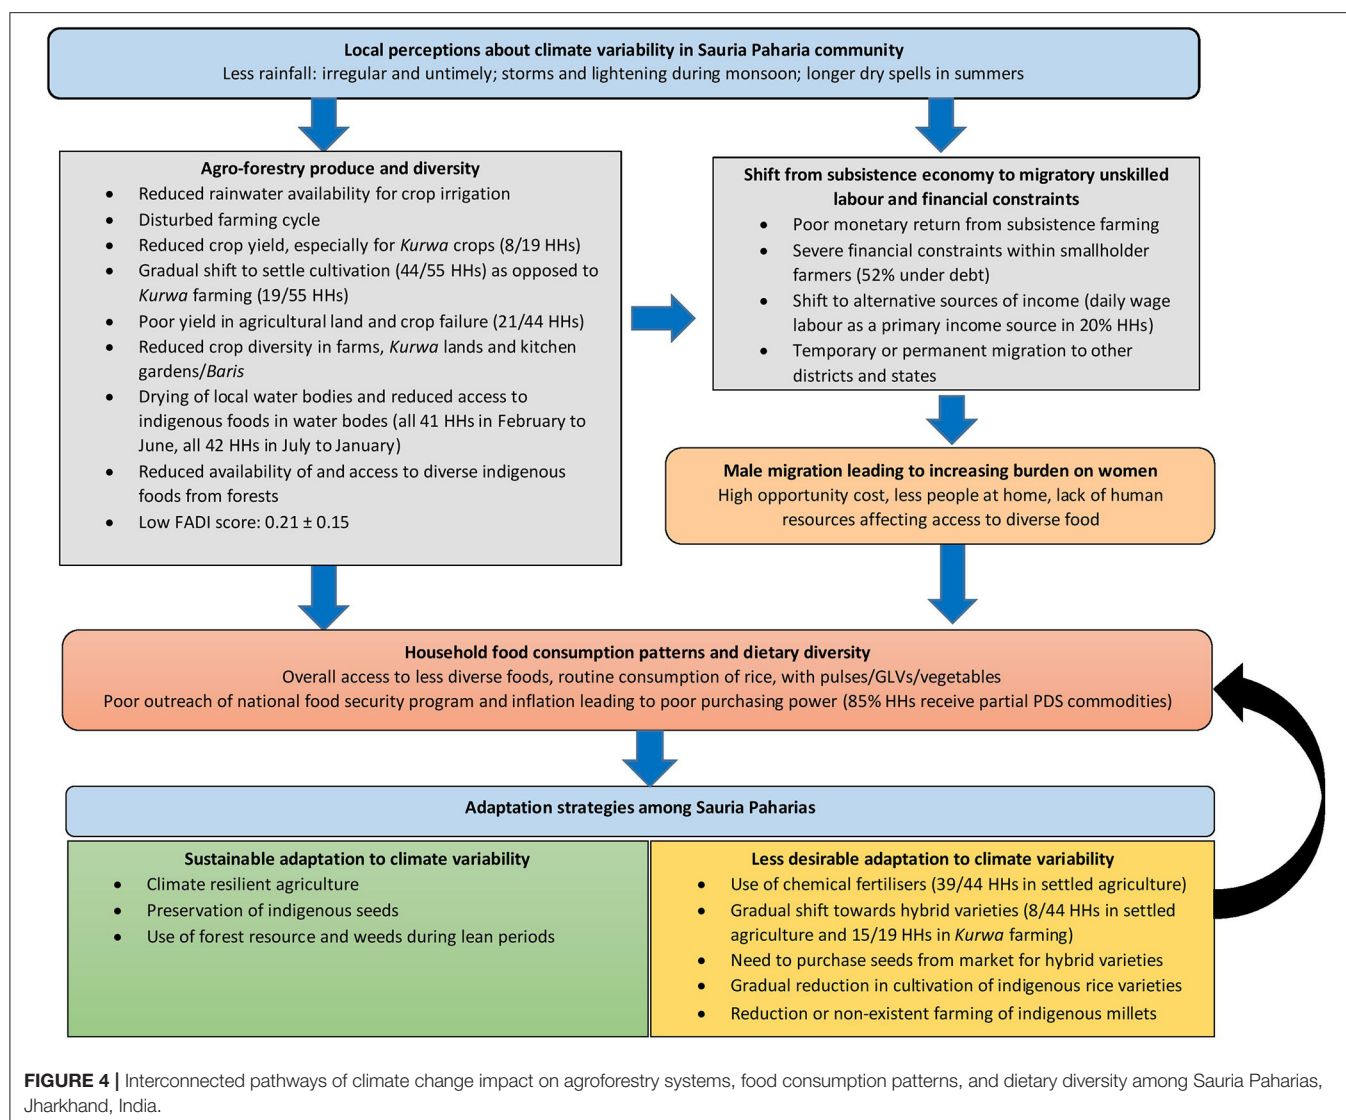 Local perceptions about climate variability in Sauria Paharia community
Less rainfall: irregular and untimely; storms and lightening during monsoon; longer dry spells in summers
Agro-forestry produce and diversity
• Reduced rainwater availability for crop irrigation
• Disturbed farming cycle
• Reduced crop yield, especially for Kurwa crops (8/19 HHs)
• Gradual shift to settle cultivation (44/55 HHs) as opposed to
Kurwa farming (19/55 HHs)
• Poor yield in agricultural land and crop failure (21/44 HHs)
• Reduced crop diversity in farms, Kurwa lands and kitchen
gardens/Baris
• Drying of local water bodies and reduced access to
indigenous foods in water bodes (all 41 HHs in February to
June, all 42 HHs in July to January)
• Reduced availability of and access to diverse indigenous
foods from forests
• Low FADI score: 0.21 ± 0.15
Shift from subsistence economy to migratory unskilled
labour and financial constraints
• Poor monetary return from subsistence farming
• Severe financial constraints within smallholder
farmers (52% under debt)
• Shift to alternative sources of income (daily wage
labour as a primary income source in 20% HHs)
• Temporary or permanent migration to other
districts and states
Male migration leading to increasing burden on women
High opportunity cost, less people at home, lack of human
resources affecting access to diverse food
Household food consumption patterns and dietary diversity
Overall access to less diverse foods, routine consumption of rice, with pulses/GLVs/vegetables
Poor outreach of national food security program and inflation leading to poor purchasing power (85% HHs receive partial PDS commodities)
Adaptation strategies among Sauria Paharias
Sustainable adaptation to climate variability
• Climate resilient agriculture
• Preservation of indigenous seeds
• Use of forest resource and weeds during lean periods
Less desirable adaptation to climate variability
• Use of chemical fertilisers (39/44 HHs in settled agriculture)
• Gradual shift towards hybrid varieties (8/44 HHs in settled
agriculture and 15/19 HHs in Kurwa farming)
• Need to purchase seeds from market for hybrid varieties
• Gradual reduction in cultivation of indigenous rice varieties
• Reduction or non-existent farming of indigenous millets
FIGURE 4 | Interconnected pathways of climate change impact on agroforestry systems, food consumption patterns, and dietary diversity among Sauria Paharias,
Jharkhand, India.